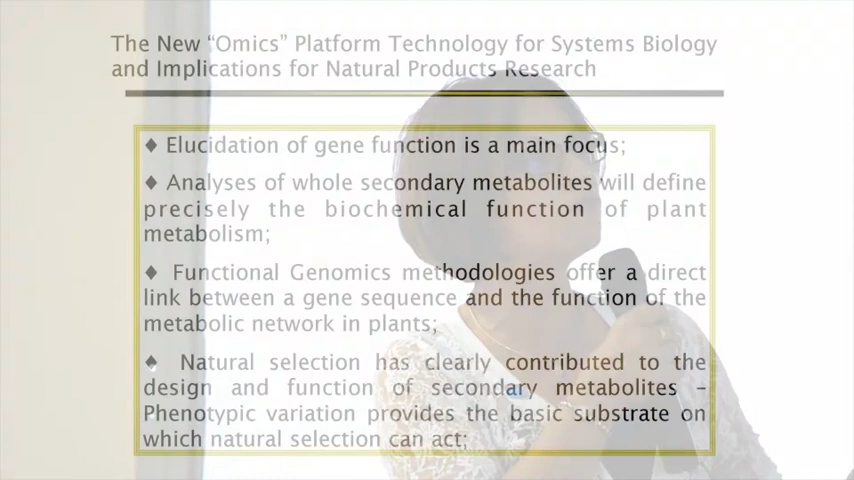 The New “Omics” Platform Technology for Systems Biology
and Implications for Natural Products Research
♦ Elucidation of gene function is a main focus;
♦ Analyses of whole secondary metabolites will define
precisely the biochemical function of plant
metabolism;
♦ Functional Genomics methodologies offer a direct
link between a gene sequence and the function of the
metabolic network in plants;
♠ Natural selection has clearly contributed to the
design and function of secondary metabolites –
Phenotypic variation provides the basic substrate on
which natural selection can act;